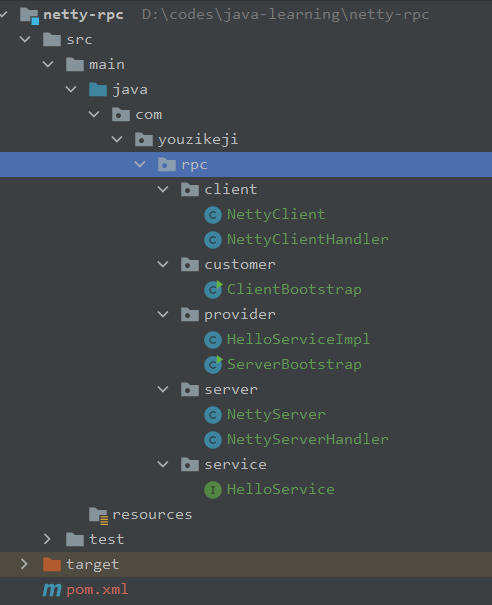 netty-rpc D:\codes\java-learning\netty-rpc
src
main
java
com
youzikeji
rpc
client
C NettyClient
C NettyClientHandler
customer
C ClientBootstrap
provider
C HelloServiceImpl
C ServerBootstrap
server
C NettyServer
C NettyServerHandler
service
I HelloService
resources
test
target
m pom.xml